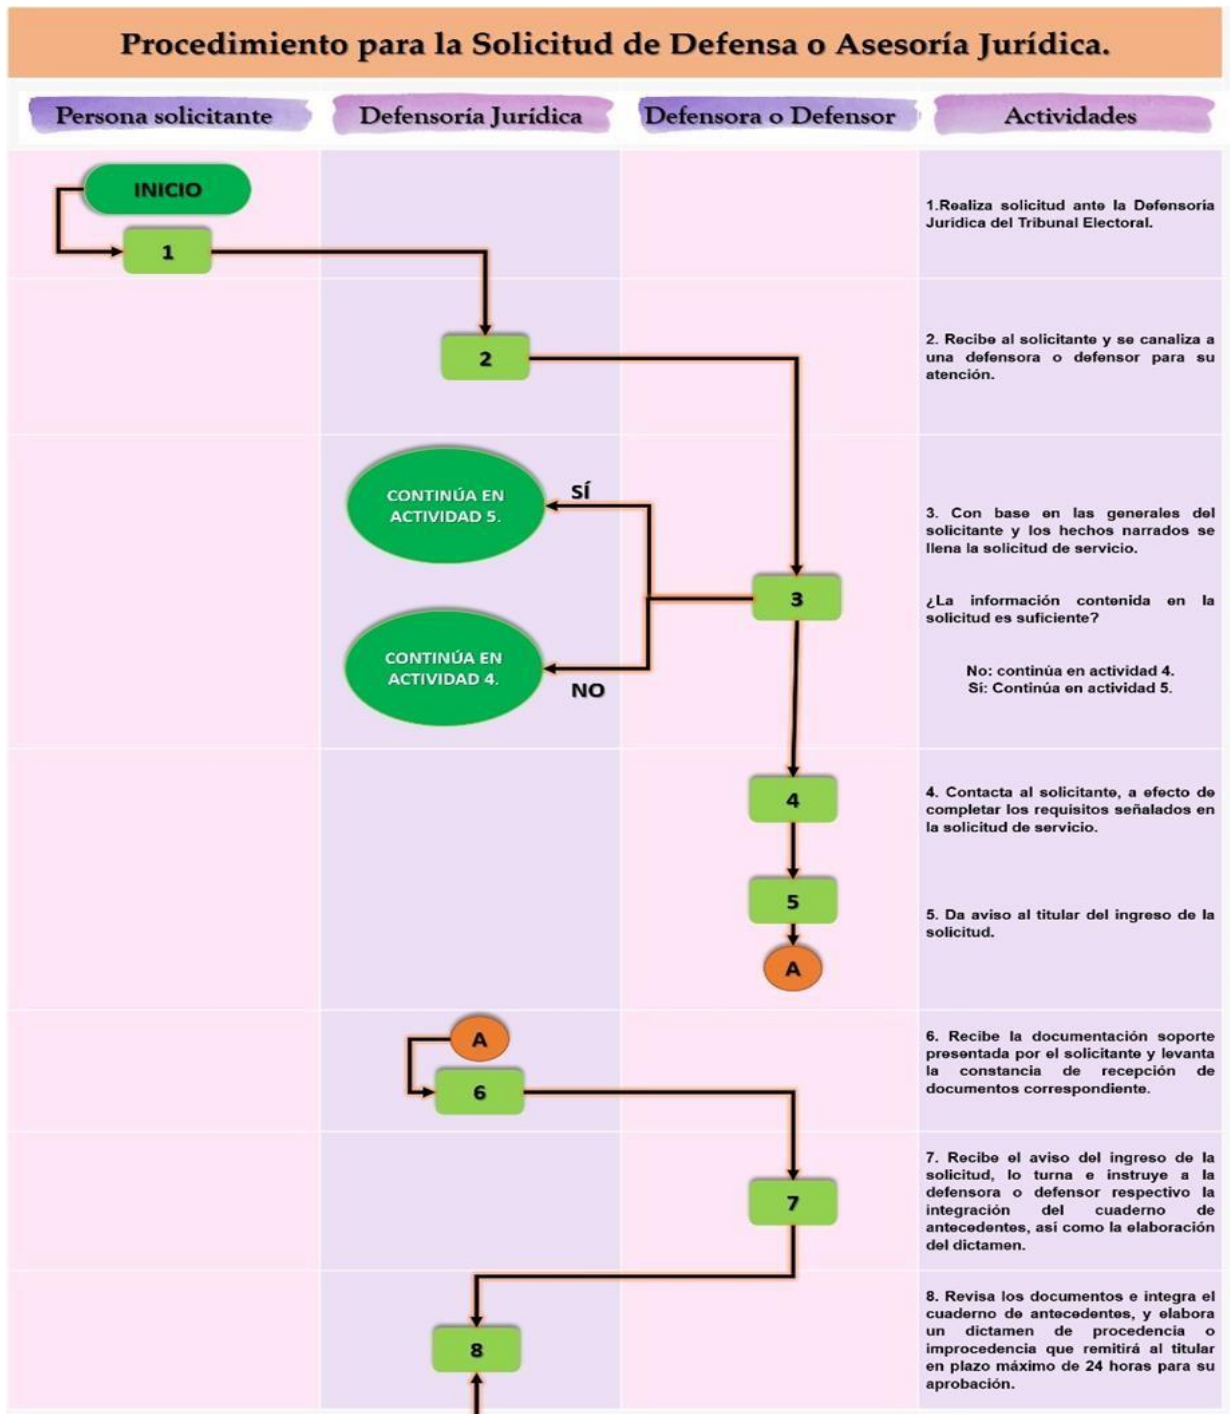 Procedimiento para la Solicitud de Defensa o Asesoría Jurídica.
Persona solicitante
Defensoría Jurídica
Defensora o Defensor
Actividades
INICIO
1
1.Realiza solicitud ante la Defensoría
Jurídica del Tribunal Electoral.
2
2. Recibe al solicitante y se canaliza a
una defensora o defensor para su
atención.
CONTINÚA EN
ACTIVIDAD 5.
SÍ
3
CONTINÚA EN
ACTIVIDAD 4.
NO
3. Con base en las generales del
solicitante y los hechos narrados se
llena la solicitud de servicio.
¿La información contenida en la
solicitud es suficiente?
No: continúa en actividad 4.
Sí: Continúa en actividad 5.
4
4. Contacta al solicitante, a efecto de
completar los requisitos señalados en
la solicitud de servicio.
5
A
5. Da aviso al titular del ingreso de la
solicitud.
A
6
6. Recibe la documentación soporte
presentada por el solicitante y levanta
la constancia de recepción de
documentos correspondiente.
7
7. Recibe el aviso del ingreso de la
solicitud, lo turna e instruye a la
defensora o defensor respectivo la
integración del cuaderno de
antecedentes, así como la elaboración
del dictamen.
8
8. Revisa los documentos e integra el
cuaderno de antecedentes, y elabora
un dictamen de procedencia o
improcedencia que remitirá al titular
en plazo máximo de 24 horas para su
aprobación.